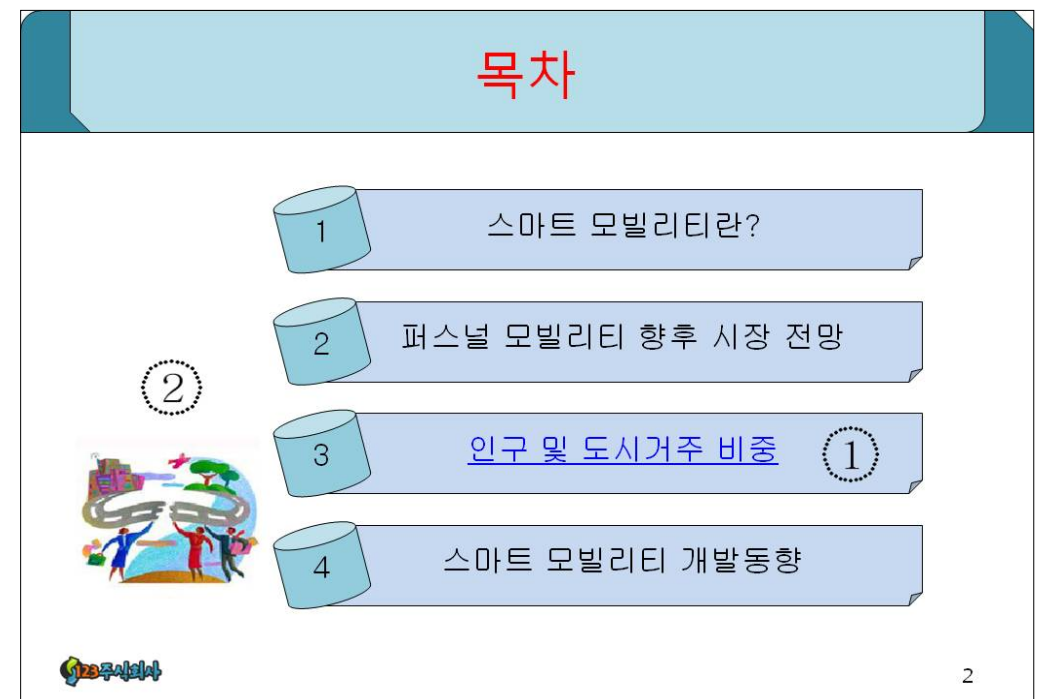 목차
1 스마트 모빌리티란?
2 퍼스널 모빌리티 향후 시장 전망
②
3 인구 및 도시거주 비중 ①
4 스마트 모빌리티 개발동향
123주식회사
2